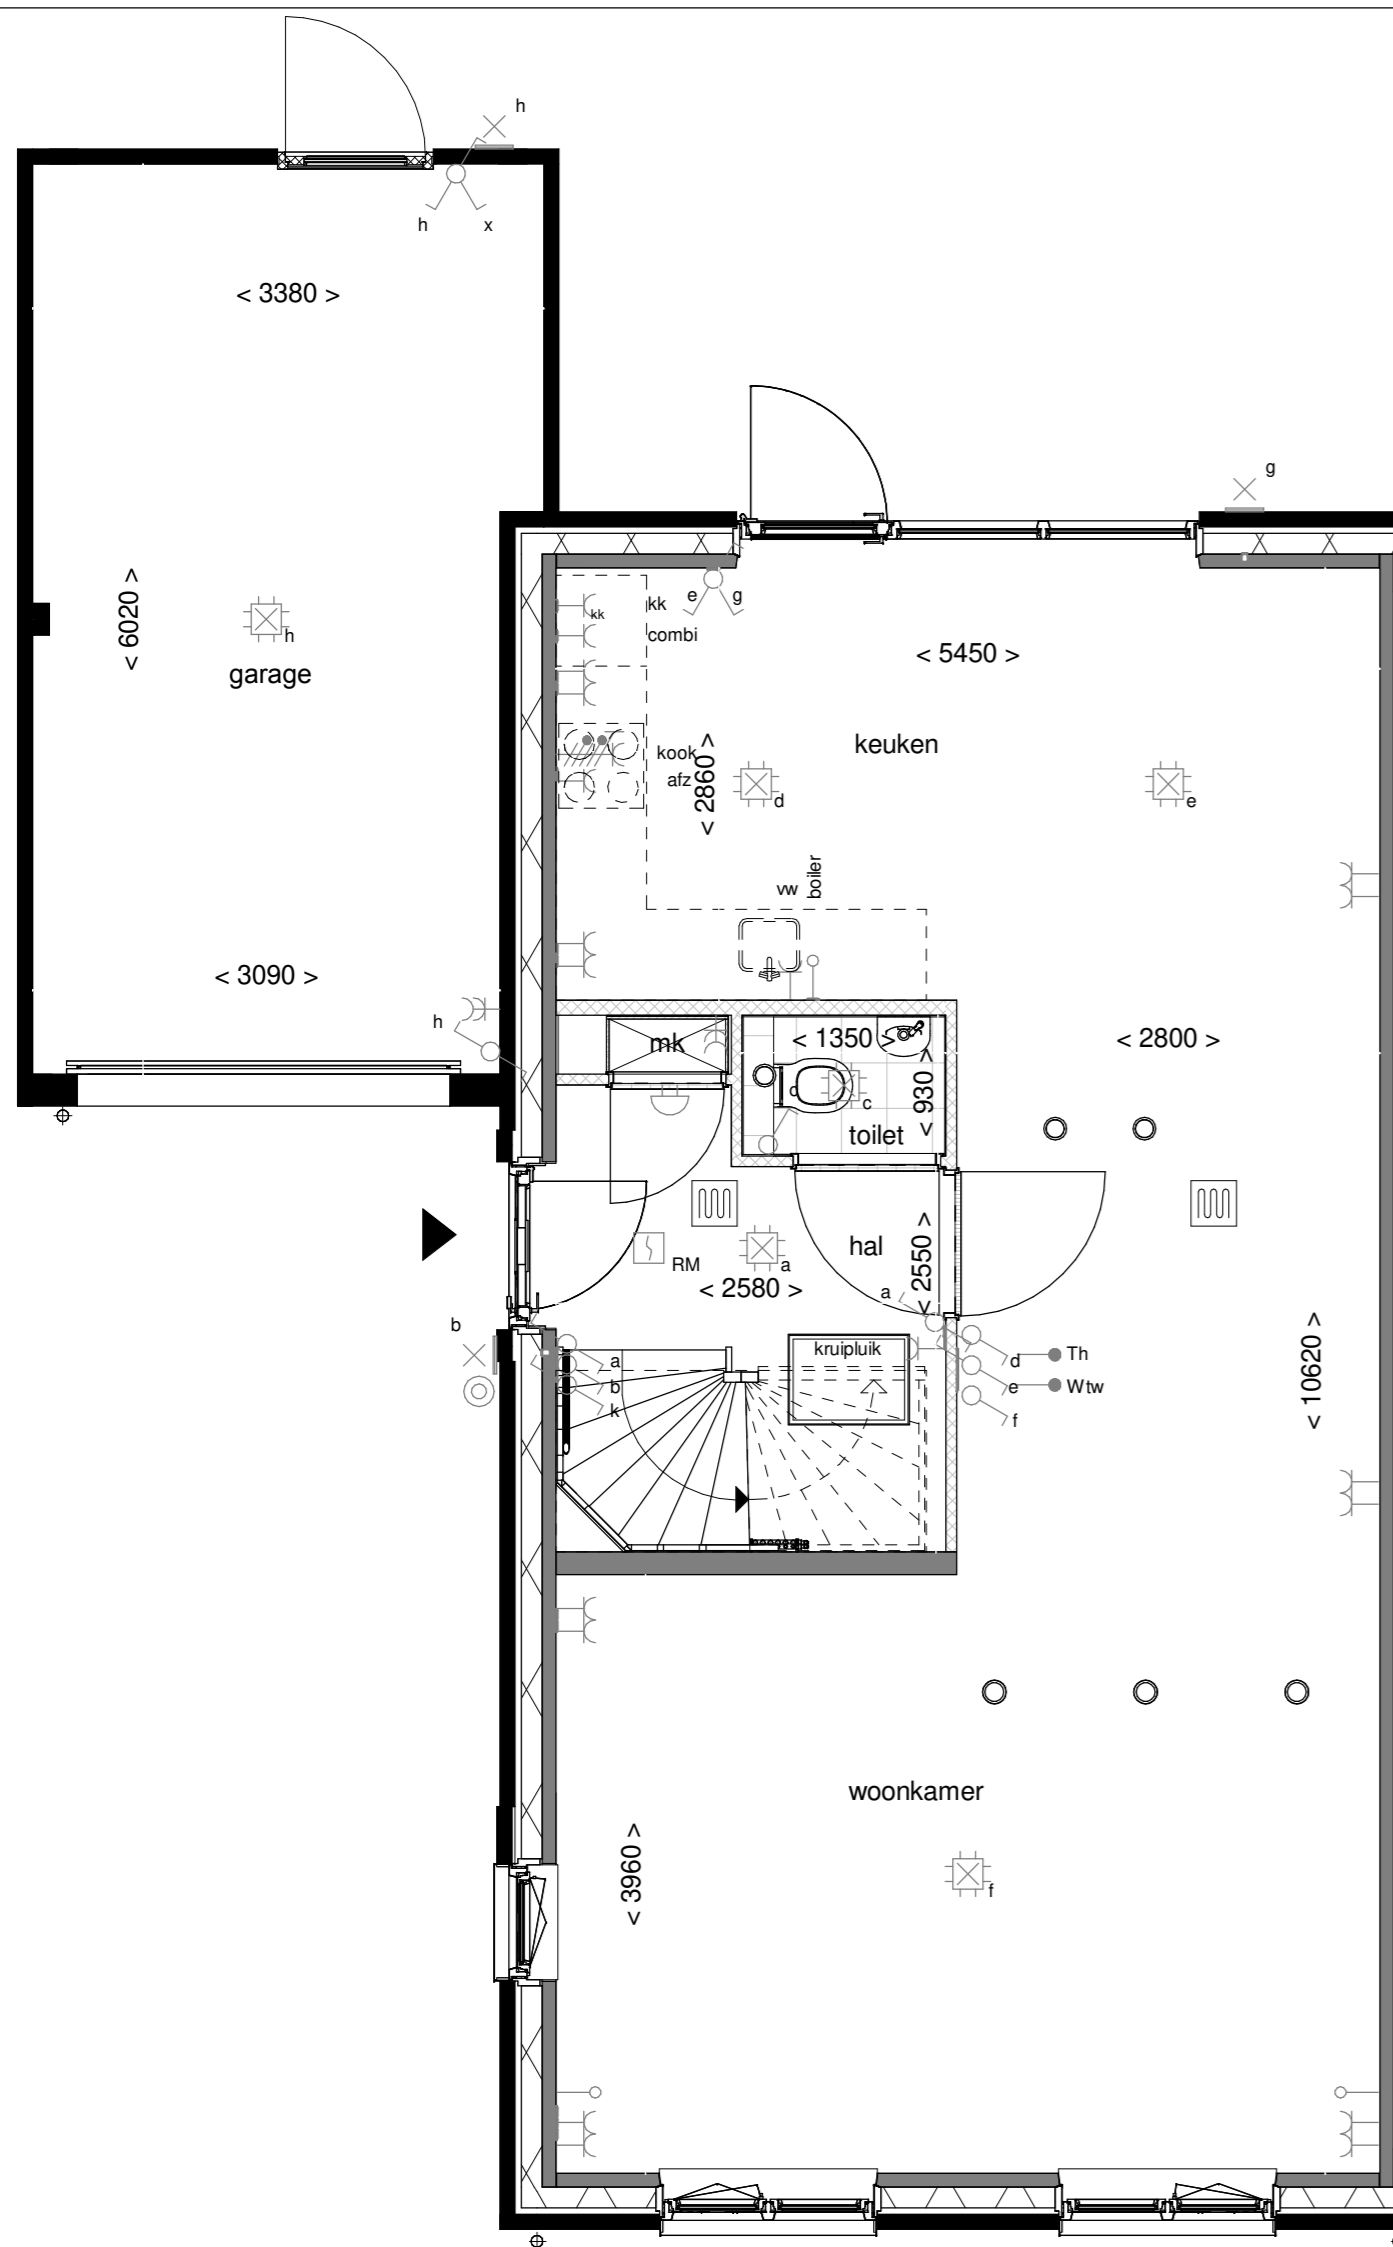 h
h x
< 3380 >
g
< 6020 >
h
garage
kk
kk
combi
e g
< 5450 >
keuken
kook
afz
< 2860 >
d
e
vw
boiler
< 3090 >
h
mk
< 1350 >
< 930 >
c
toilet
< 2800 >
hal
< 2550 >
RM
a
< 2580 >
a
b
a
b
k
kruipluik
d
Th
e
Wtw
f
< 10620 >
woonkamer
< 3960 >
f